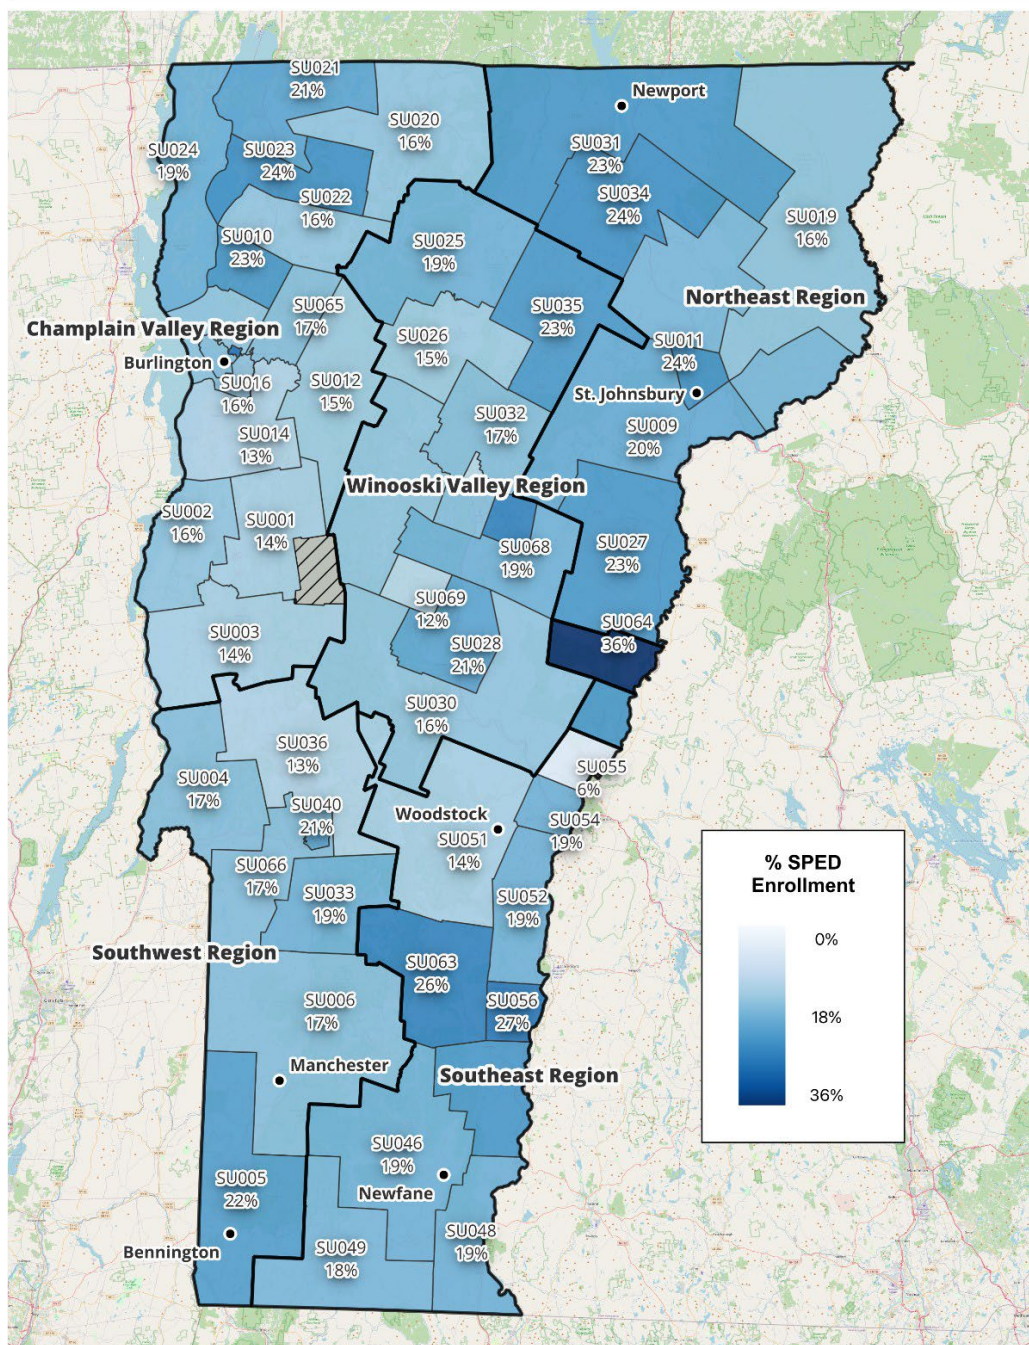 SU021
21%
Newport
SU020
16%
SU024
19%
SU023
24%
SU031
23%
SU022
16%
SU034
24%
SU019
16%
SU010
23%
SU025
19%
Northeast Region
SU065
17%
SU035
23%
Champlain Valley Region
SU026
15%
SU011
24%
Burlington
SU016
16%
SU012
15%
St. Johnsbury
SU014
13%
SU032
17%
SU009
20%
Winooski Valley Region
SU002
16%
SU001
14%
SU068
19%
SU027
23%
SU069
12%
SU003
14%
SU028
21%
SU064
36%
SU030
16%
SU036
13%
SU004
17%
SU055
6%
SU040
21%
Woodstock
SU051
14%
SU054
19%
SU066
17%
SU033
19%
SU052
19%
Southwest Region
SU063
26%
SU006
17%
SU056
27%
Manchester
Southeast Region
SU046
19%
SU005
22%
Newfane
SU048
19%
Bennington
SU049
18%
% SPED
Enrollment
0%
18%
36%